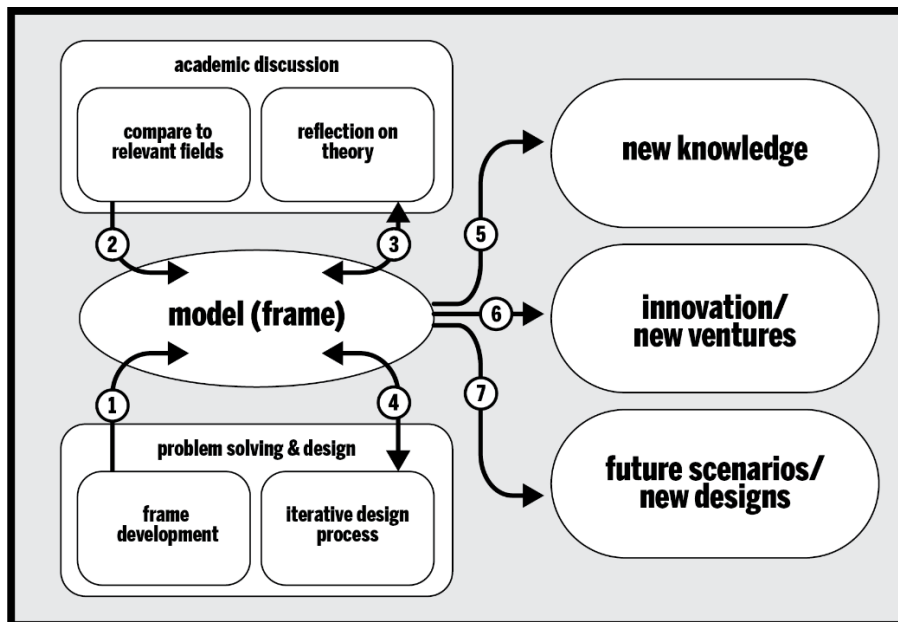 academic discussion
compare to
relevant fields
reflection on
theory
2
3
model (frame)
1
4
problem solving & design
frame
development
iterative design
process
5
6
7
new knowledge
innovation/
new ventures
future scenarios/
new designs